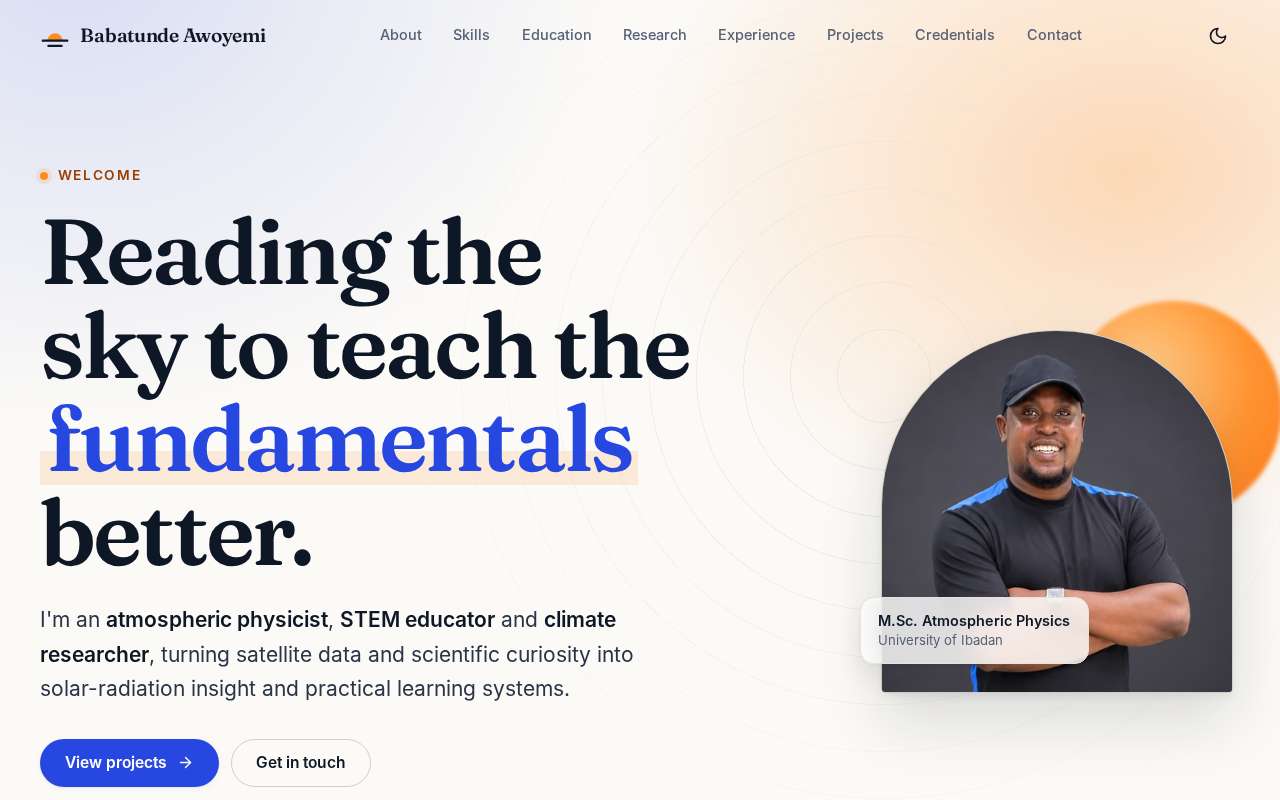 Babatunde Awoyemi
About
Skills
Education
Research
Experience
Projects
Credentials
Contact
WELCOME
Reading the
sky to teach the
fundamentals
better.
I'm an atmospheric physicist, STEM educator and climate
researcher, turning satellite data and scientific curiosity into
solar-radiation insight and practical learning systems.
View projects →
Get in touch
M.Sc. Atmospheric Physics
University of Ibadan